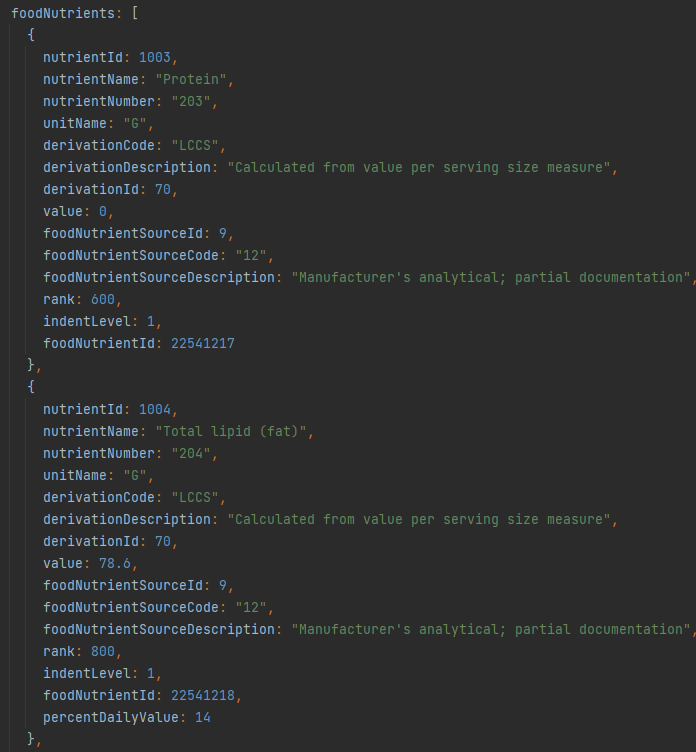 foodNutrients: [
{
nutrientId: 1003,
nutrientName: "Protein",
nutrientNumber: "203",
unitName: "G",
derivationCode: "LCCS",
derivationDescription: "Calculated from value per serving size measure",
derivationId: 70,
value: 0,
foodNutrientSourceId: 9,
foodNutrientSourceCode: "12",
foodNutrientSourceDescription: "Manufacturer's analytical; partial documentation",
rank: 600,
indentLevel: 1,
foodNutrientId: 22541217
},
{
nutrientId: 1004,
nutrientName: "Total lipid (fat)",
nutrientNumber: "204",
unitName: "G",
derivationCode: "LCCS",
derivationDescription: "Calculated from value per serving size measure",
derivationId: 70,
value: 78.6,
foodNutrientSourceId: 9,
foodNutrientSourceCode: "12",
foodNutrientSourceDescription: "Manufacturer's analytical; partial documentation",
rank: 800,
indentLevel: 1,
foodNutrientId: 22541218,
percentDailyValue: 14
},